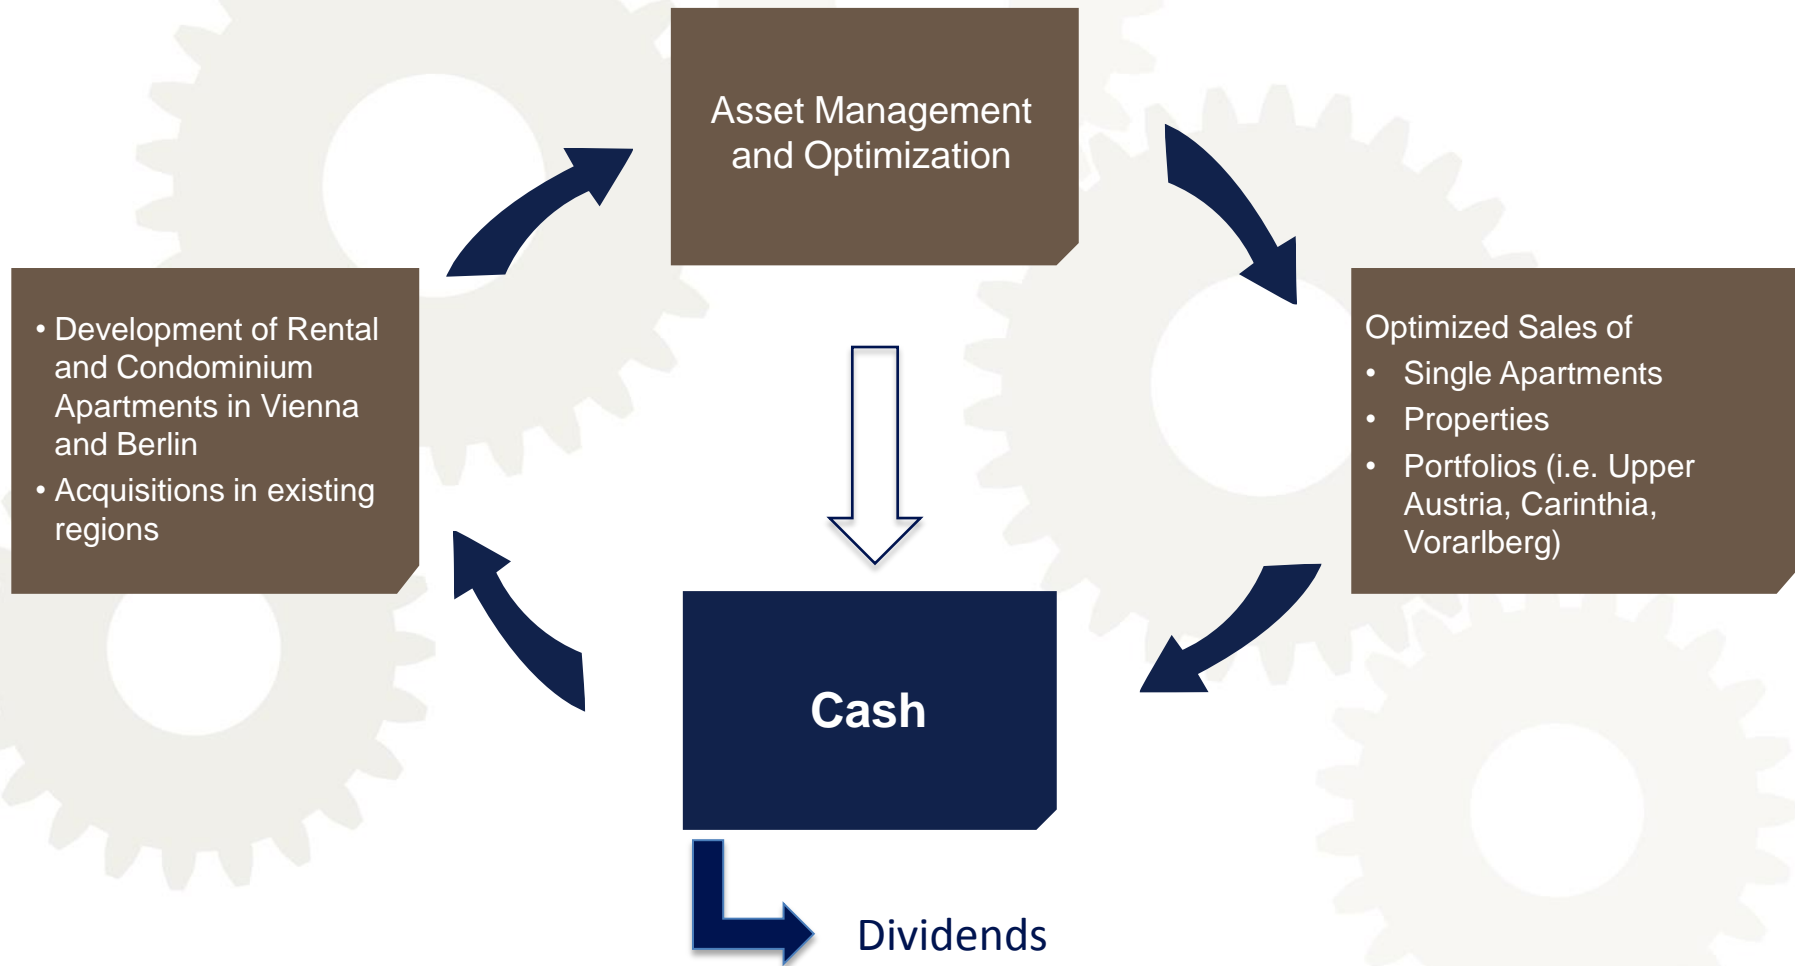 Asset Management
and Optimization
• Development of Rental
and Condominium
Apartments in Vienna
and Berlin
• Acquisitions in existing
regions
Optimized Sales of
• Single Apartments
• Properties
• Portfolios (i.e. Upper
Austria, Carinthia,
Vorarlberg)
Cash
Dividends